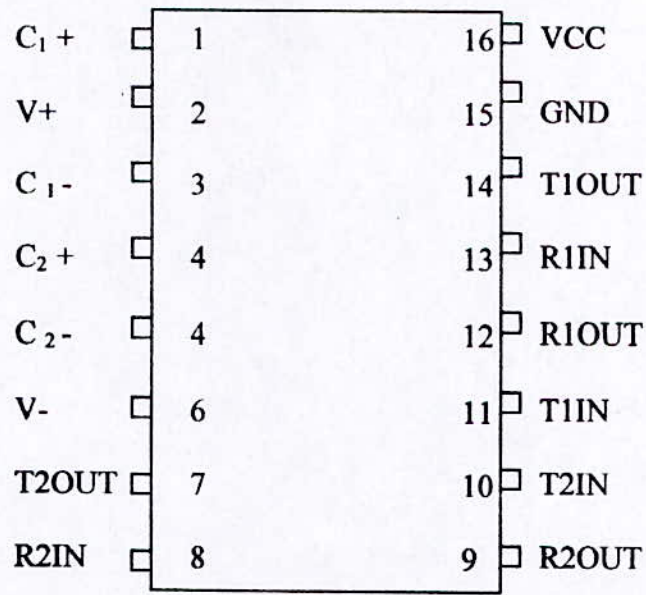 C₁+ 1 16 VCC
V+ 2 15 GND
C₁- 3 14 T1OUT
C₂+ 4 13 R1IN
C₂- 4 12 R1OUT
V- 6 11 T1IN
T2OUT 7 10 T2IN
R2IN 8 9 R2OUT